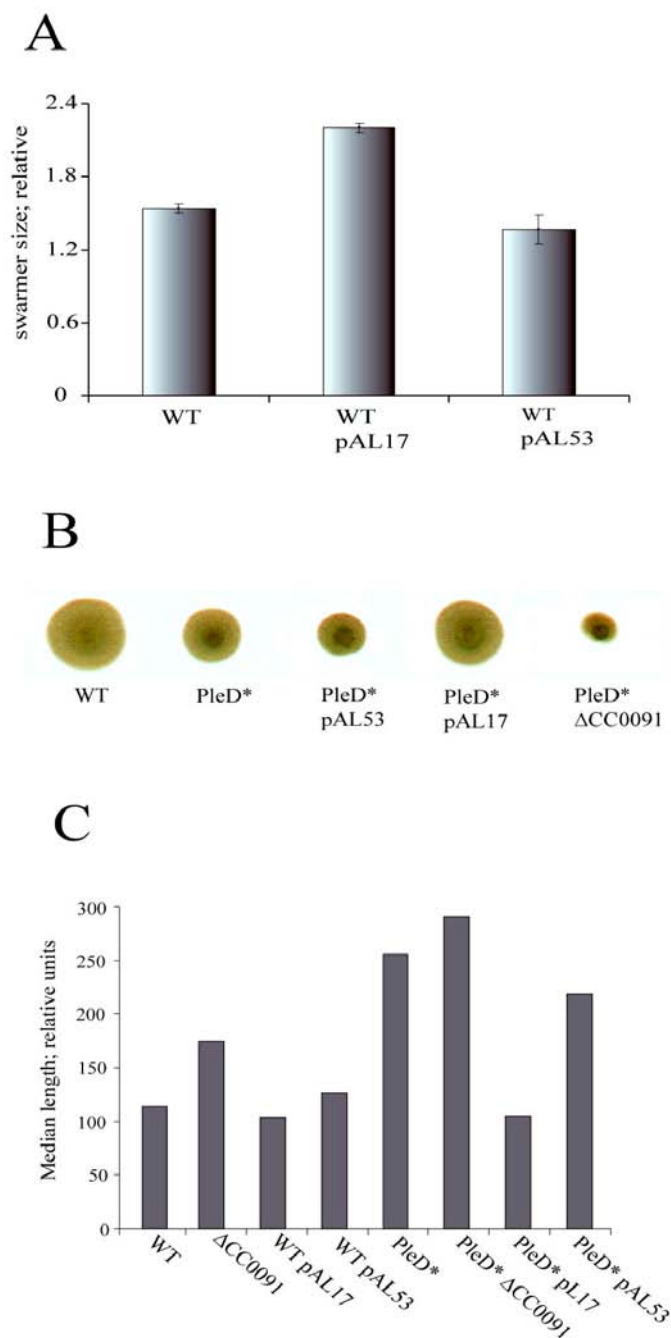 A
swarmer size; relative
2.4
1.8
1.2
0.6
0
WT
WT
pAL17
WT
pAL53
B
WT
PleD*
PleD*
pAL53
PleD*
pAL17
PleD*
ΔCC0091
C
Median length; relative units
300
250
200
150
100
50
0
WT
ΔCC0091
WT pAL17
WT pAL53
PleD*
PleD* ΔCC0091
PleD* pL17
PleD* pAL53